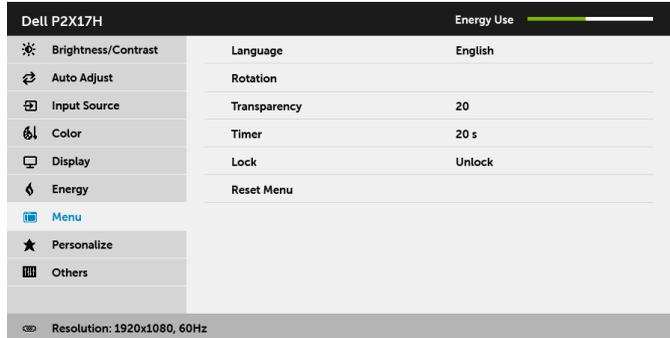 Dell P2X17H Energy Use
Brightness/Contrast Language English
Auto Adjust Rotation
Input Source Transparency 20
Color Timer 20 s
Display Lock Unlock
Energy Reset Menu
Menu
Personalize
Others
Resolution: 1920x1080, 60Hz